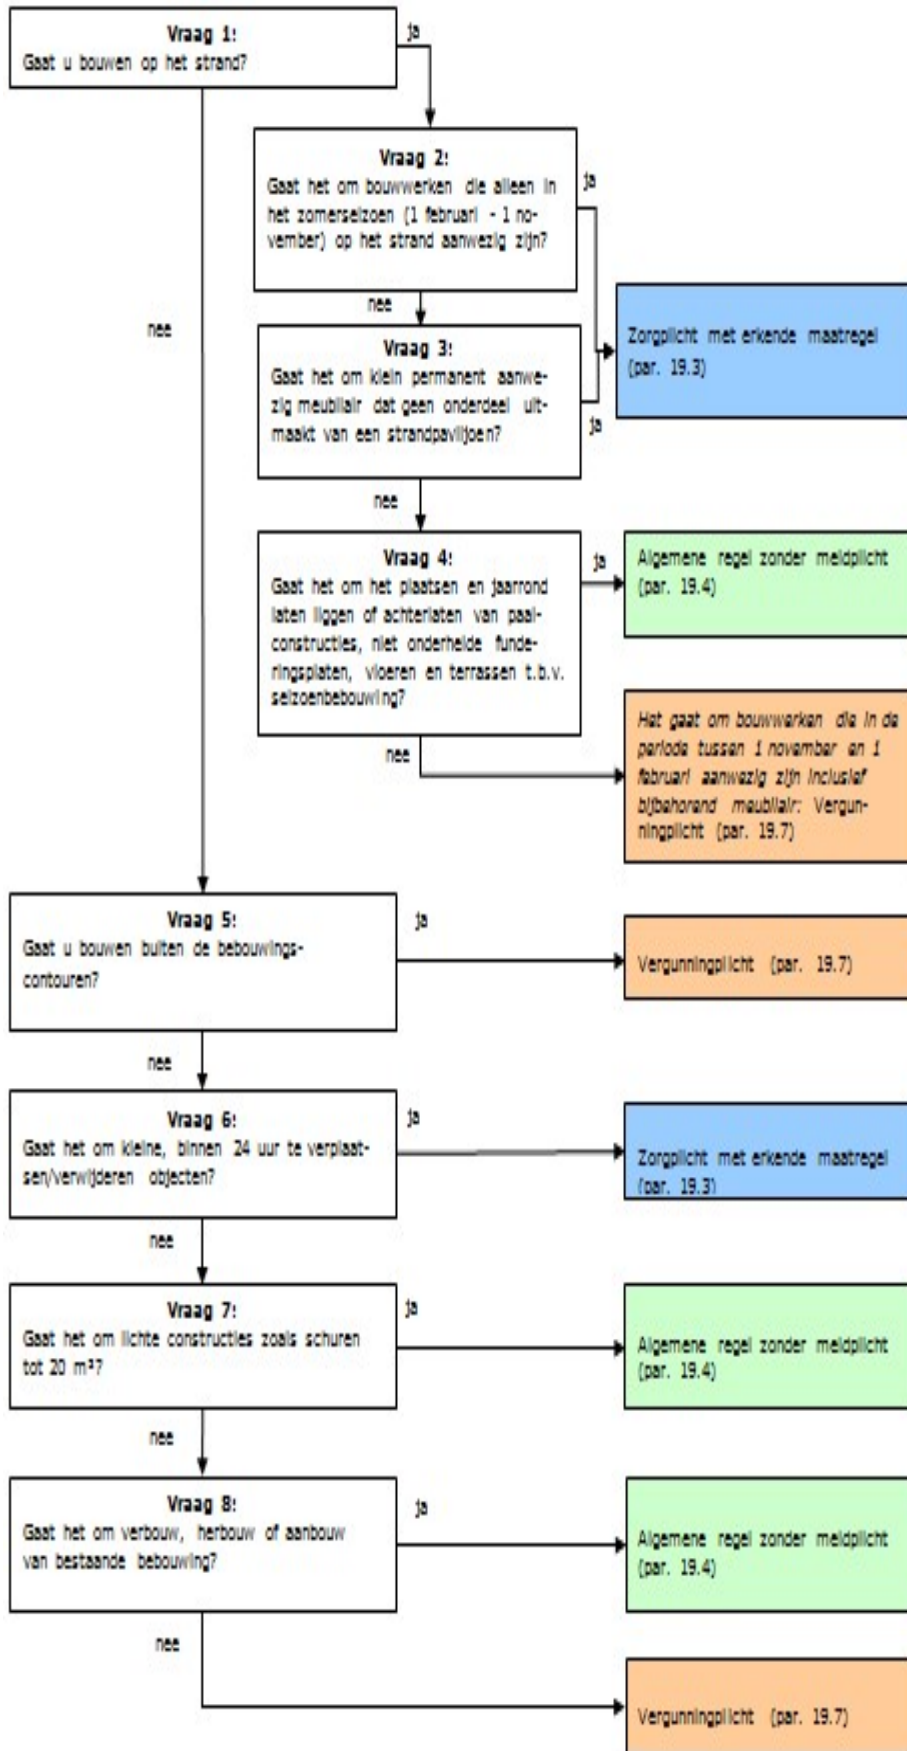 Vraag 1:
Gaat u bouwen op het strand?
ja
nee
Vraag 2:
Gaat het om bouwwerken die alleen in
het zomerseizoen (1 februari - 1 no-
vember) op het strand aanwezig zijn?
ja
nee
Vraag 3:
Gaat het om klein permanent aanwe-
zig meubilair dat geen onderdeel uit-
maakt van een strandpaviljoen?
ja
Zorgplicht met erkende maatregel
(par. 19.3)
nee
Vraag 4:
Gaat het om het plaatsen en jaarrond
laten liggen of achterlaten van paal-
constructies, niet onderheide funde-
ringsplaten, vloeren en terrassen t.b.v.
seizoenbebouwing?
ja
Algemene regel zonder meldplicht
(par. 19.4)
nee
Het gaat om bouwwerken die in de
periode tussen 1 november en 1
februari aanwezig zijn inclusief
bijbehorend meubilair: Vergun-
ningplicht (par. 19.7)
Vraag 5:
Gaat u bouwen buiten de bebouwings-
contouren?
ja
Vergunningplicht (par. 19.7)
nee
Vraag 6:
Gaat het om kleine, binnen 24 uur te verplaat-
sen/verwijderen objecten?
ja
Zorgplicht met erkende maatregel
(par. 19.3)
nee
Vraag 7:
Gaat het om lichte constructies zoals schuren
tot 20 m³?
ja
Algemene regel zonder meldplicht
(par. 19.4)
nee
Vraag 8:
Gaat het om verbouw, herbouw of aanbouw
van bestaande bebouwing?
ja
Algemene regel zonder meldplicht
(par. 19.4)
nee
Vergunningplicht (par. 19.7)